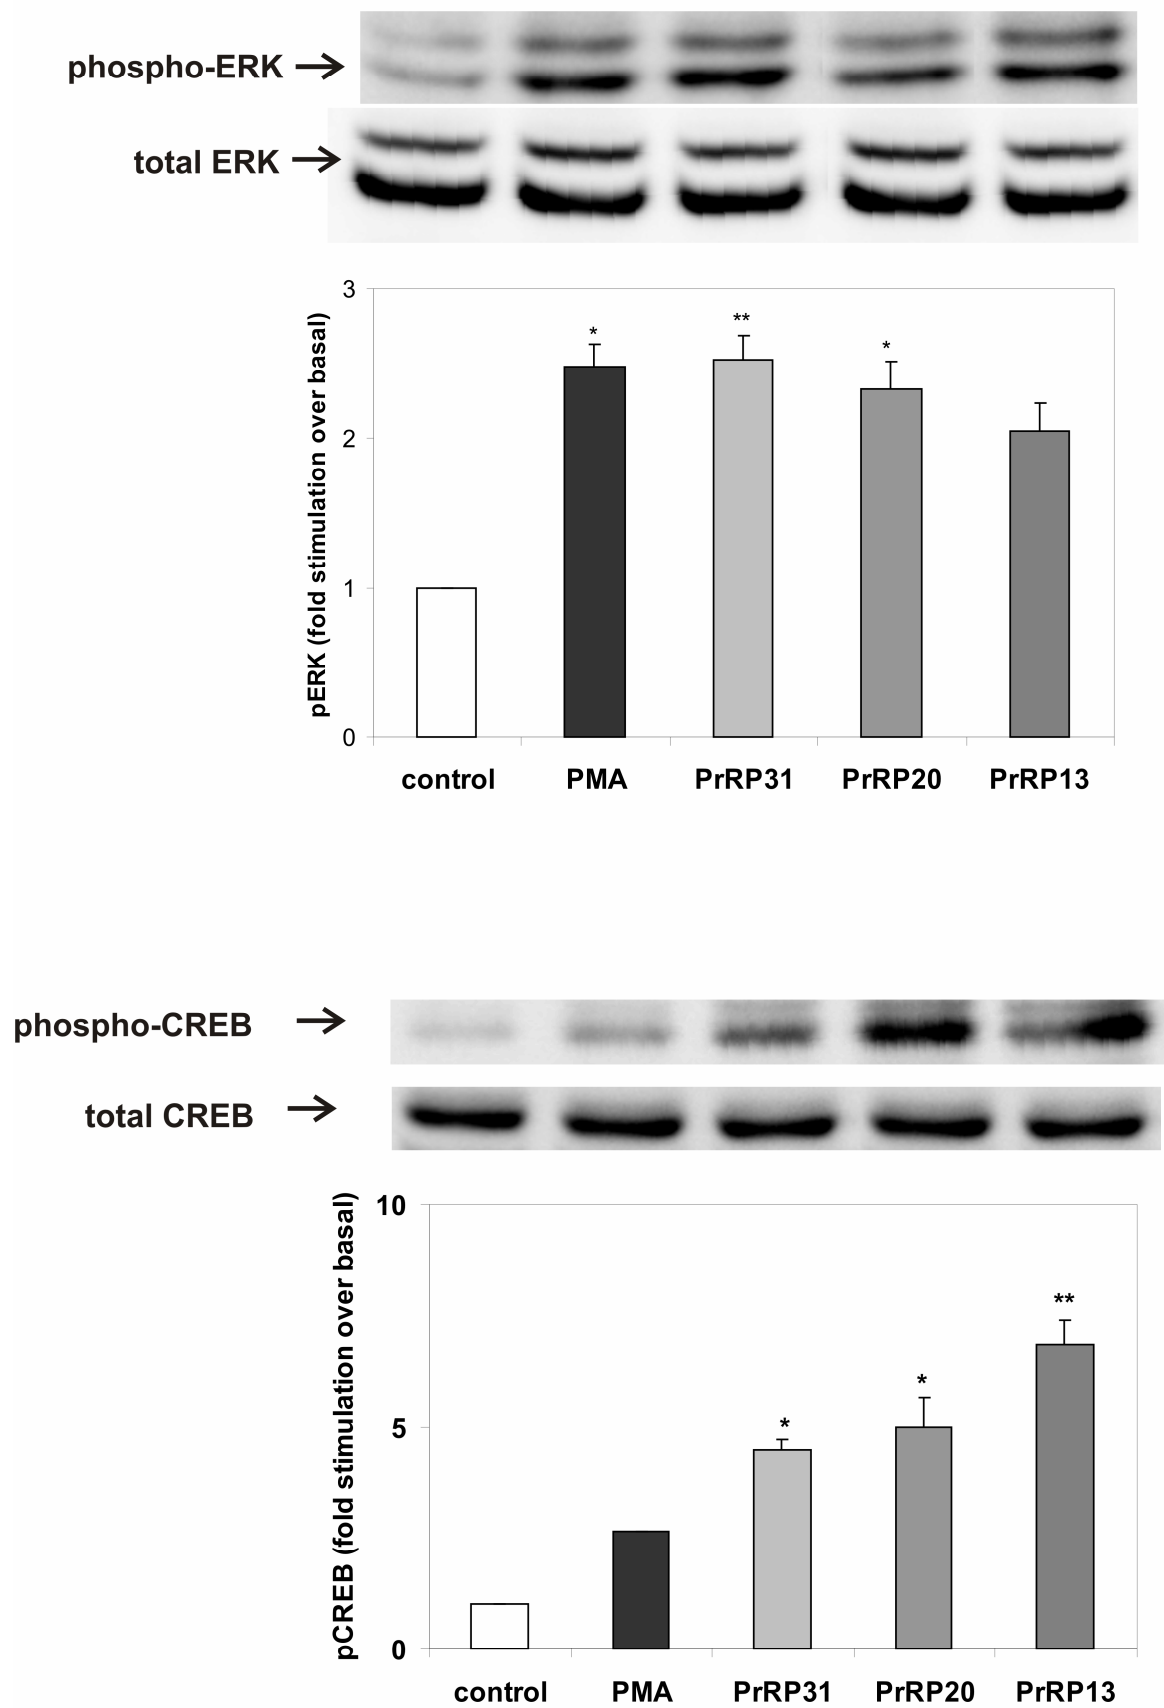 phospho-ERK
total ERK
pERK (fold stimulation over basal)
3
2
1
0
*
**
*
control PMA PrRP31 PrRP20 PrRP13
phospho-CREB
total CREB
pCREB (fold stimulation over basal)
10
5
0
*
*
**
control PMA PrRP31 PrRP20 PrRP13